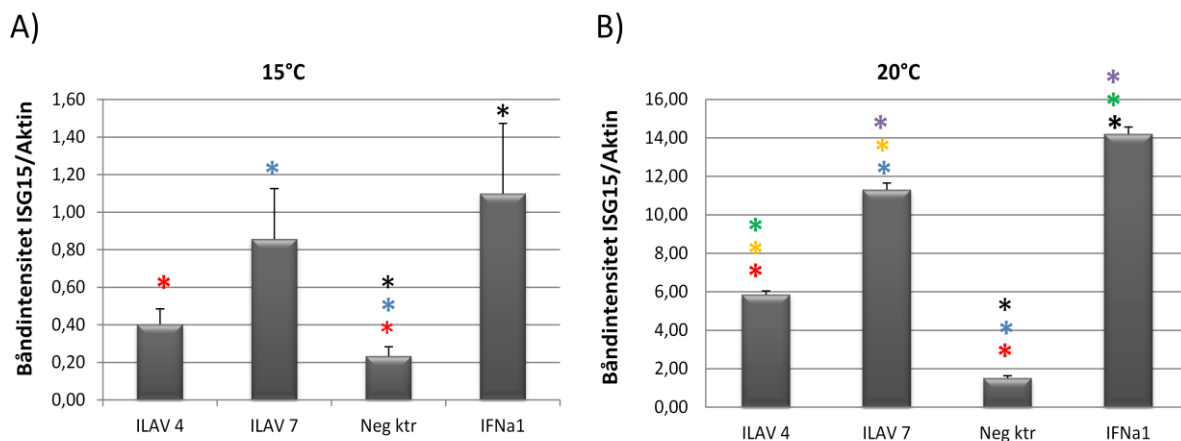 A)
15°C
Båndintensitet ISG15/Aktin
1,60
1,40
1,20
1,00
0,80
0,60
0,40
0,20
0,00
ILAV 4 ILAV 7 Neg ktr IFNa1
B)
20°C
Båndintensitet ISG15/Aktin
16,00
14,00
12,00
10,00
8,00
6,00
4,00
2,00
0,00
ILAV 4 ILAV 7 Neg ktr IFNa1